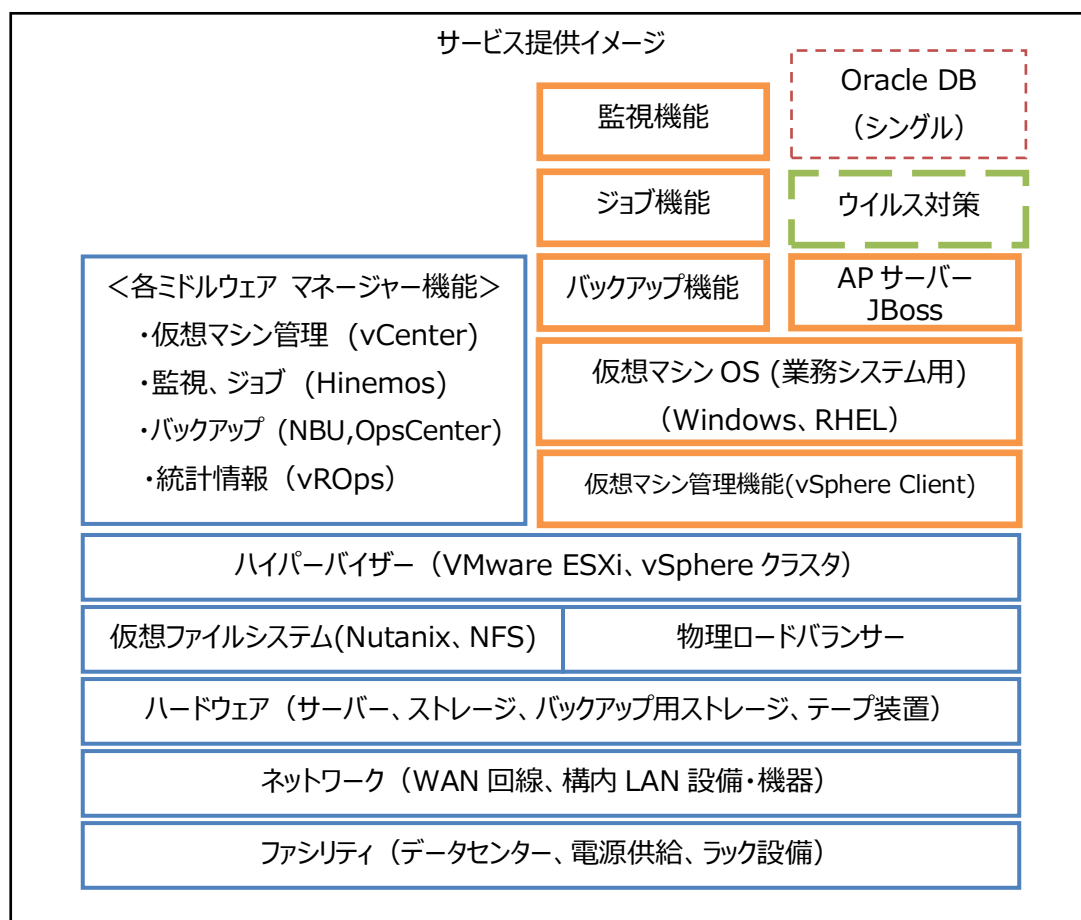 サービス提供イメージ
Oracle DB
（シングル）
監視機能
ジョブ機能
ウイルス対策
＜各ミドルウェア マネージャー機能＞
・仮想マシン管理 (vCenter)
・監視、ジョブ (Hinemos)
・バックアップ (NBU,OpsCenter)
・統計情報（vROps）
バックアップ機能
AP サーバー
JBoss
仮想マシン OS (業務システム用)
（Windows、RHEL）
仮想マシン管理機能(vSphere Client)
ハイパーバイザー（VMware ESXi、vSphere クラスタ）
仮想ファイルシステム(Nutanix、NFS)
物理ロードバランサー
ハードウェア（サーバー、ストレージ、バックアップ用ストレージ、テープ装置）
ネットワーク（WAN 回線、構内 LAN 設備・機器）
ファシリティ（データセンター、電源供給、ラック設備）